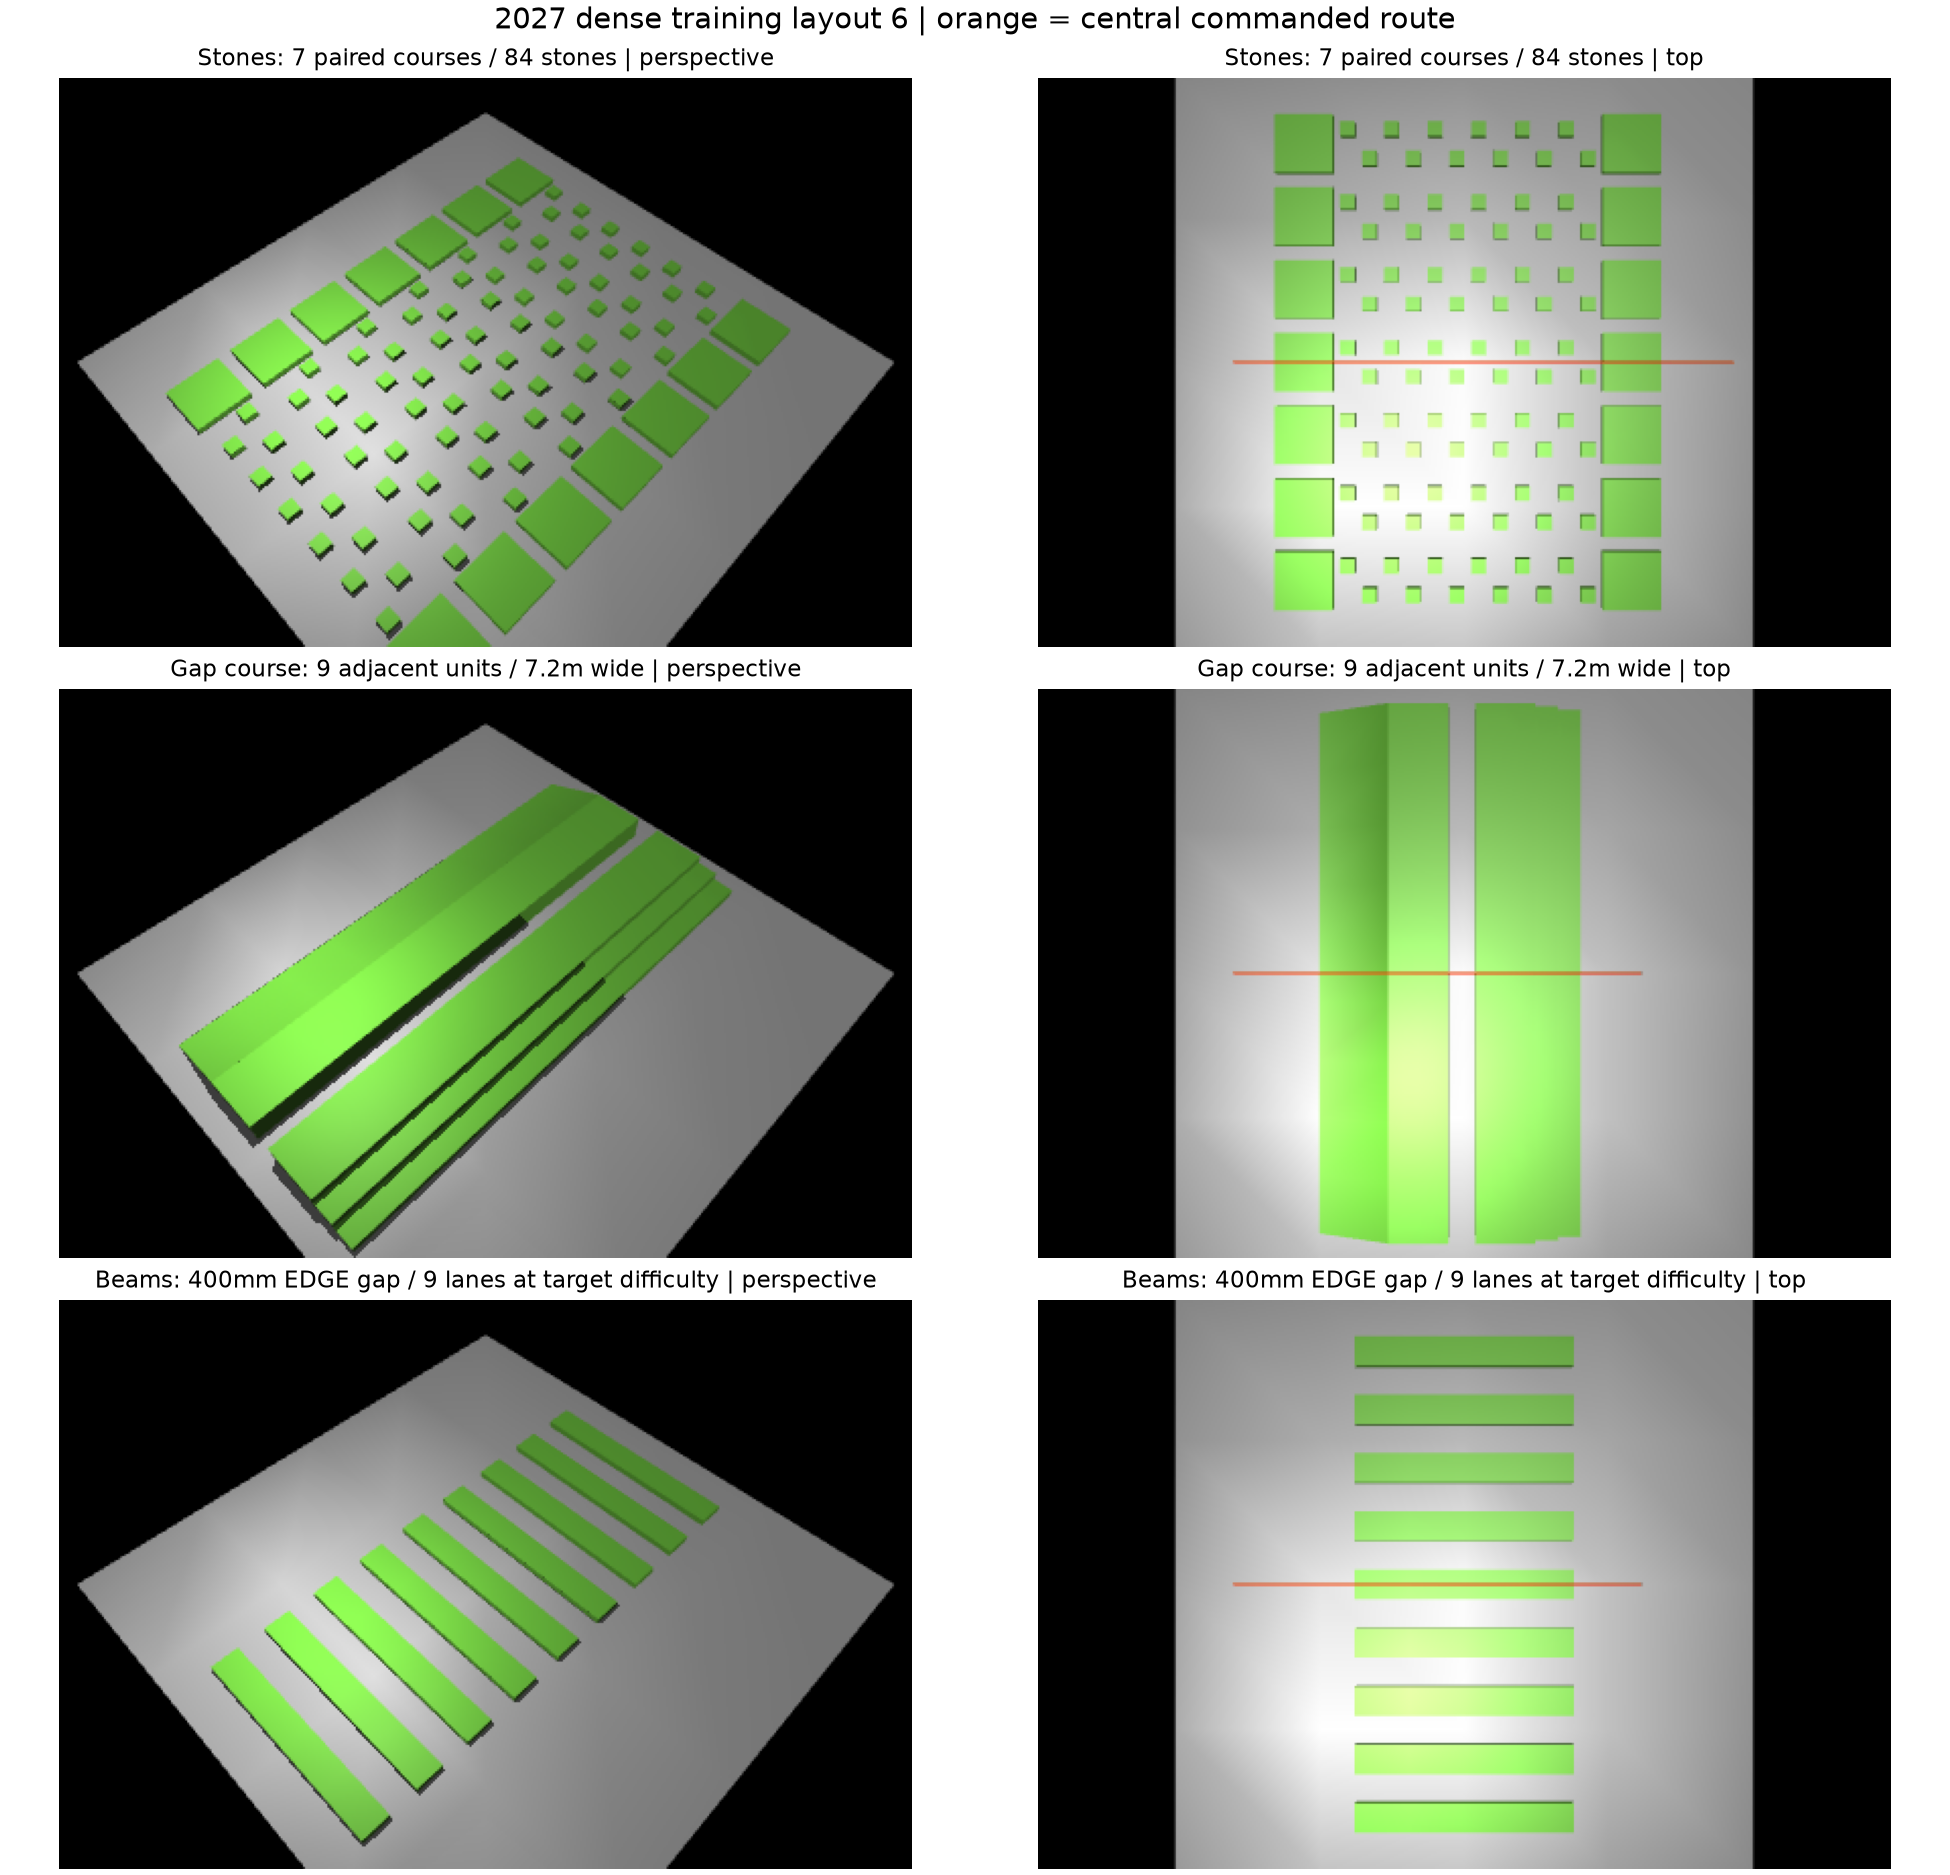 2027 dense training layout 6 | orange = central commanded route
Stones: 7 paired courses / 84 stones | perspective
Stones: 7 paired courses / 84 stones | top
Gap course: 9 adjacent units / 7.2m wide | perspective
Gap course: 9 adjacent units / 7.2m wide | top
Beams: 400mm EDGE gap / 9 lanes at target difficulty | perspective
Beams: 400mm EDGE gap / 9 lanes at target difficulty | top